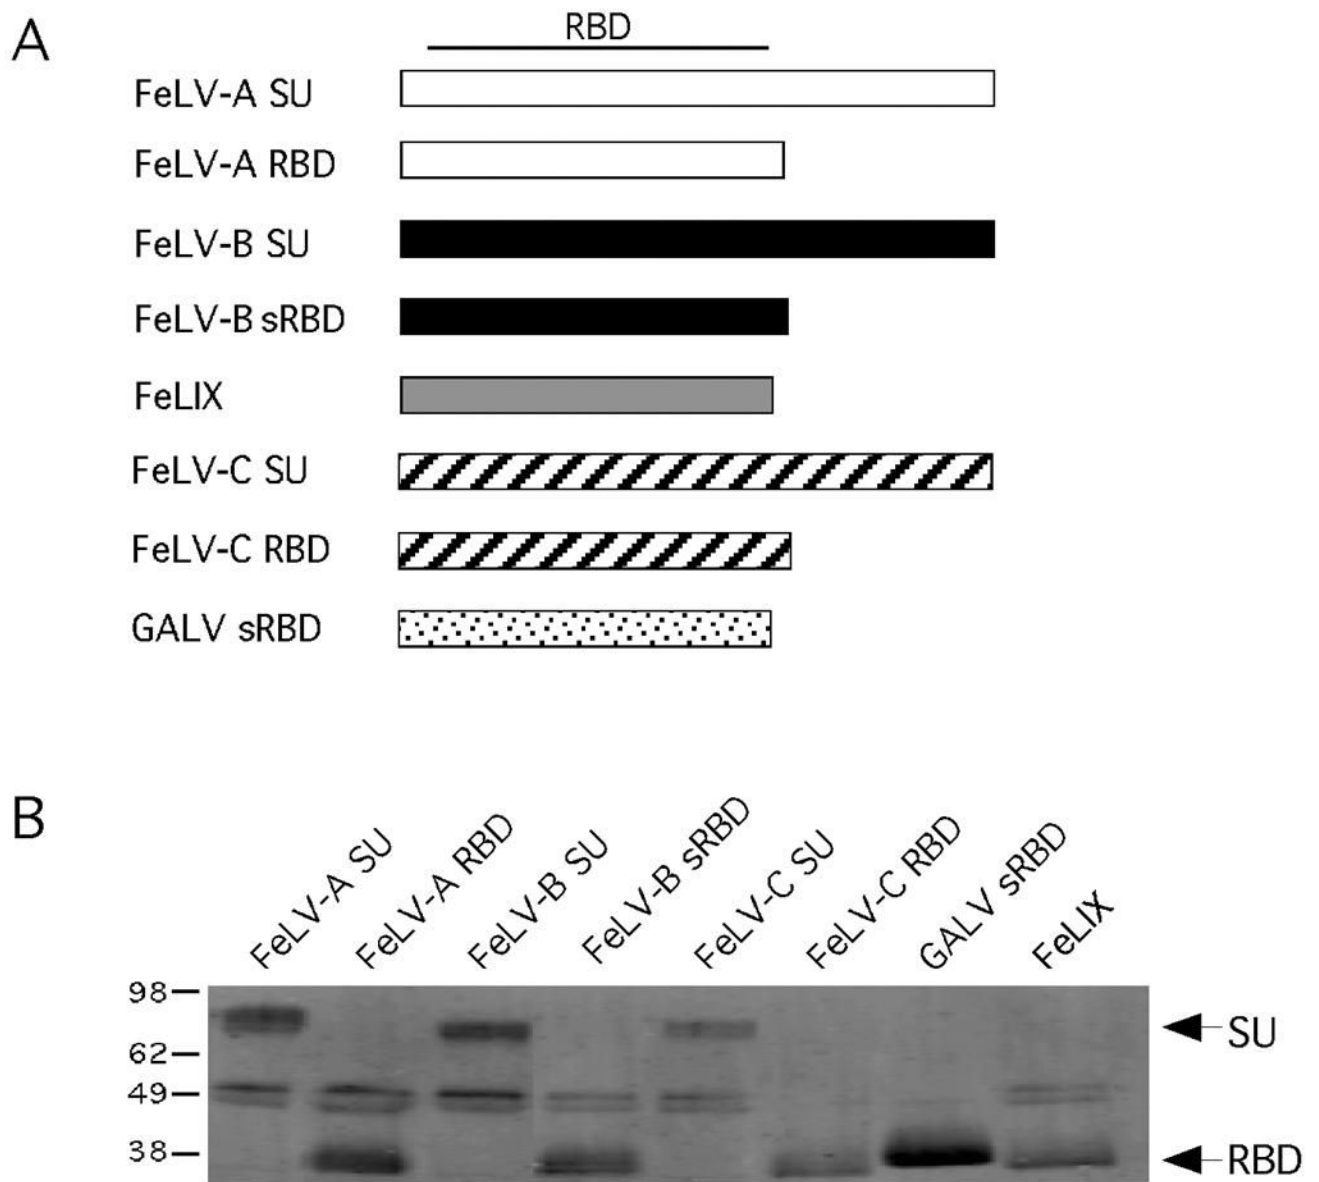 A
RBD
FeLV-A SU
FeLV-A RBD
FeLV-B SU
FeLV-B sRBD
FeLIX
FeLV-C SU
FeLV-C RBD
GALV sRBD
B
FeLV-A SU
FeLV-A RBD
FeLV-B SU
FeLV-B sRBD
FeLV-C SU
FeLV-C RBD
GALV sRBD
FeLIX
98
62
49
38
SU
RBD